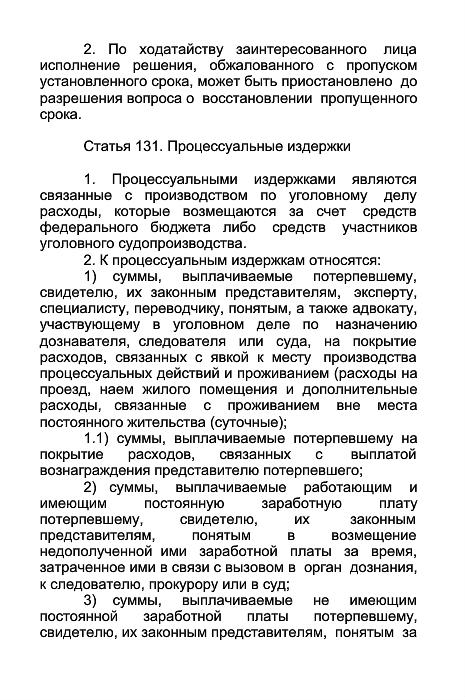 2. По ходатайству заинтересованного лица
исполнение решения, обжалованного с пропуском
установленного срока, может быть приостановлено до
разрешения вопроса о восстановлении пропущенного
срока.
Статья 131. Процессуальные издержки
1. Процессуальными издержками являются
связанные с производством по уголовному делу
расходы, которые возмещаются за счет средств
федерального бюджета либо средств участников
уголовного судопроизводства.
2. К процессуальным издержкам относятся:
1) суммы, выплачиваемые потерпевшему,
свидетелю, их законным представителям, эксперту,
специалисту, переводчику, понятым, а также адвокату,
участвующему в уголовном деле по назначению
дознавателя, следователя или суда, на покрытие
расходов, связанных с явкой к месту производства
процессуальных действий и проживанием (расходы на
проезд, наем жилого помещения и дополнительные
расходы, связанные с проживанием вне места
постоянного жительства (суточные);
1.1) суммы, выплачиваемые потерпевшему на
покрытие расходов, связанных с выплатой
вознаграждения представителю потерпевшего;
2) суммы, выплачиваемые работающим и
имеющим постоянную заработную плату
потерпевшему, свидетелю, их законным
представителям, понятым в возмещение
недополученной ими заработной платы за время,
затраченное ими в связи с вызовом в орган дознания,
к следователю, прокурору или в суд;
3) суммы, выплачиваемые не имеющим
постоянной заработной платы потерпевшему,
свидетелю, их законным представителям, понятым за